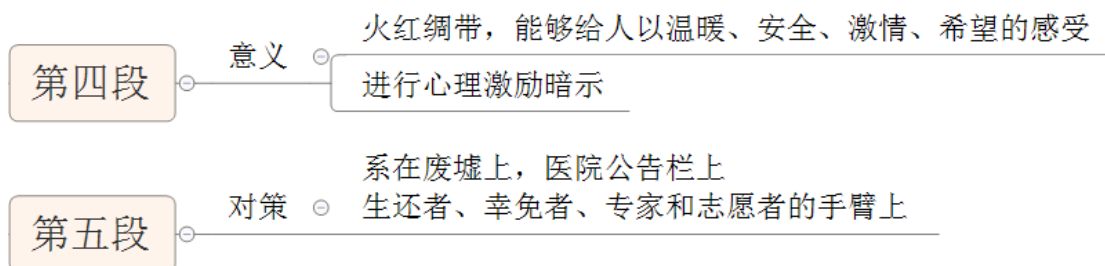 火红绸带，能够给人以温暖、安全、激情、希望的感受
意义
第四段
进行心理激励暗示
系在废墟上，医院公告栏上
对策
生还者、幸免者、专家和志愿者的手臂上
第五段